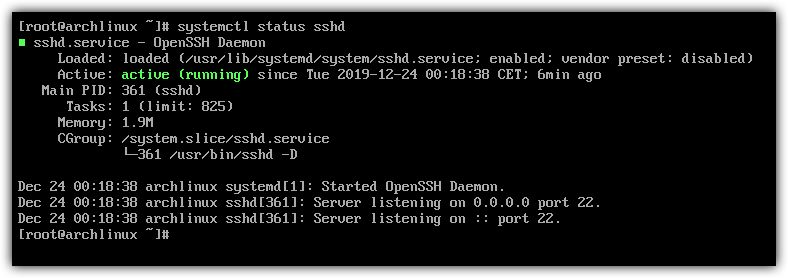 [root@archlinux ~]# systemctl status sshd
■ sshd.service - OpenSSH Daemon
     Loaded: loaded (/usr/lib/systemd/system/sshd.service; enabled; vendor preset: disabled)
     Active: active (running) since Tue 2019-12-24 00:18:38 CET; 6min ago
   Main PID: 361 (sshd)
      Tasks: 1 (limit: 825)
     Memory: 1.9M
     CGroup: /system.slice/sshd.service
             └─361 /usr/bin/sshd -D

Dec 24 00:18:38 archlinux systemd[1]: Started OpenSSH Daemon.
Dec 24 00:18:38 archlinux sshd[361]: Server listening on 0.0.0.0 port 22.
Dec 24 00:18:38 archlinux sshd[361]: Server listening on :: port 22.
[root@archlinux ~]#